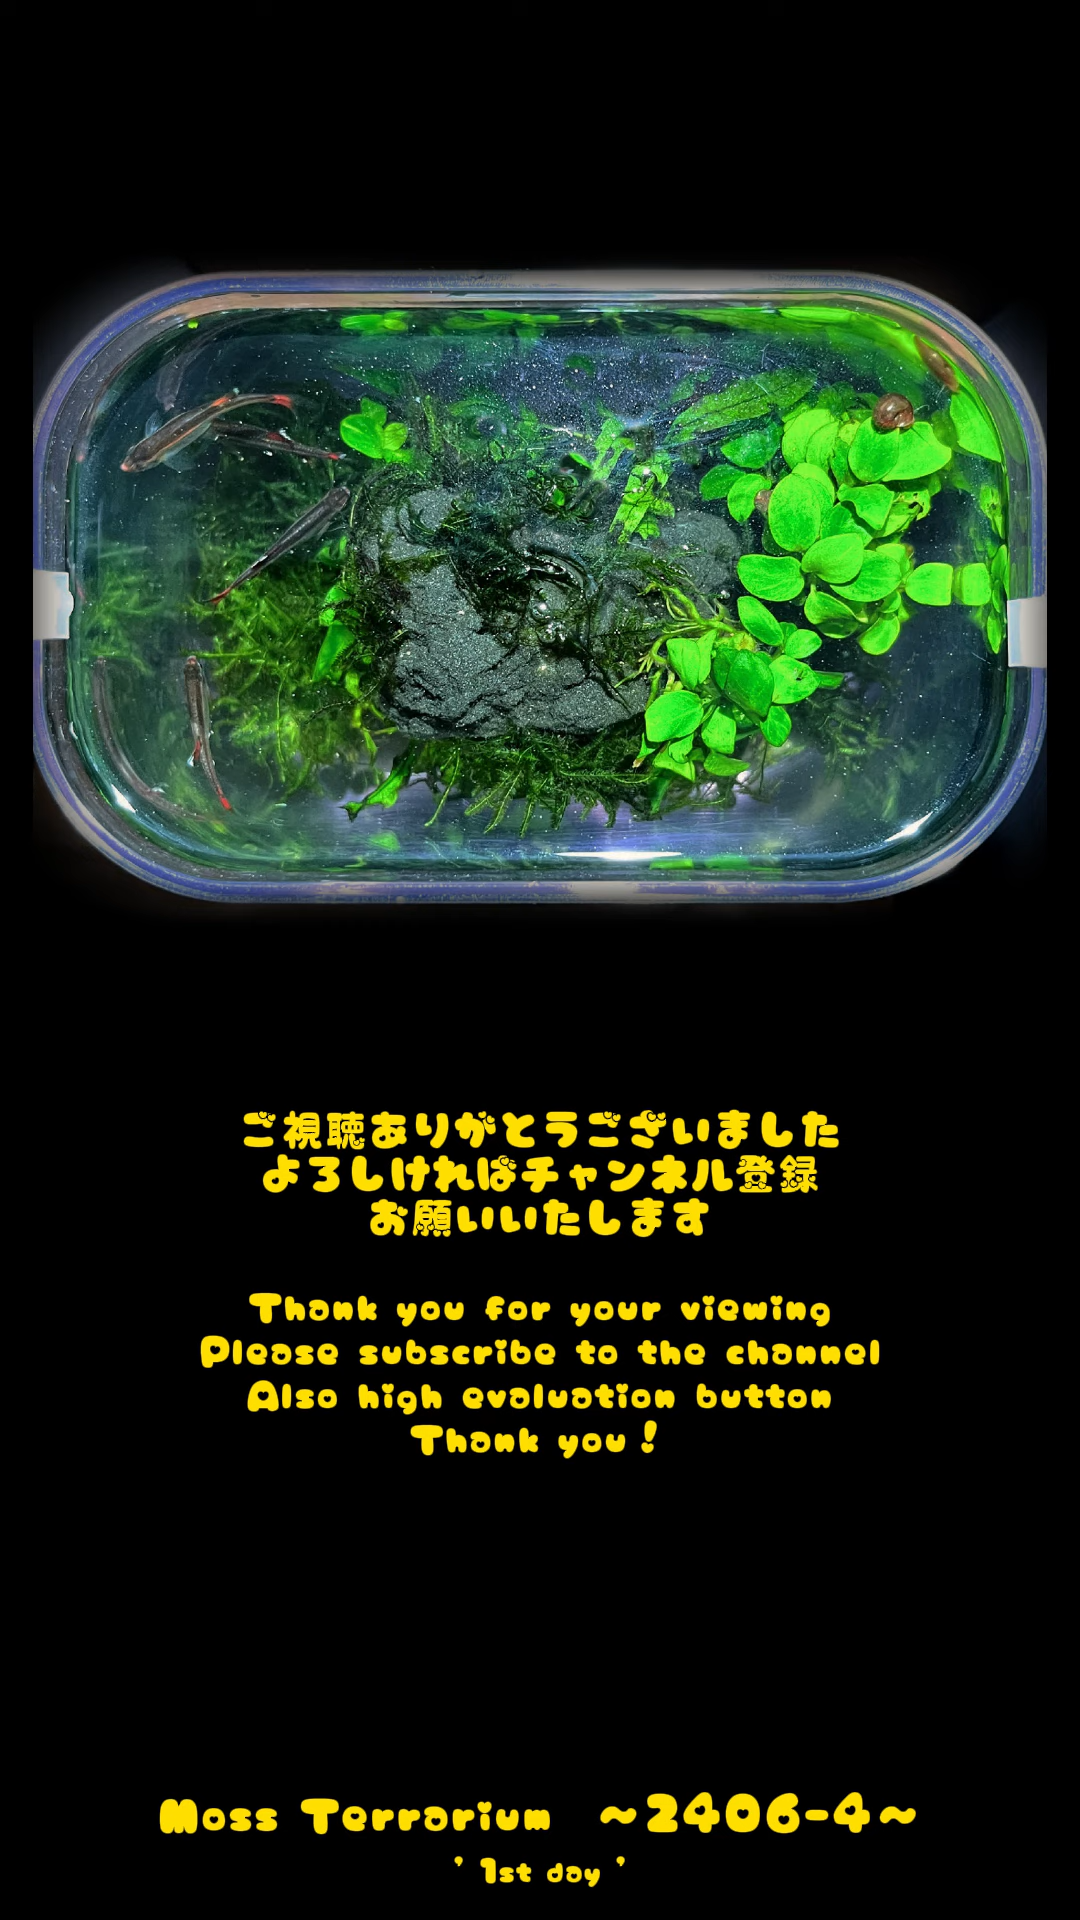 ご視聴ありがとうございました
よろしければチャンネル登録
お願いいたします
Thank you for your viewing
Please subscribe to the channel
Also high evaluation button
Thank you！
Moss Terrarium ～2406-4～
’ 1st day ’